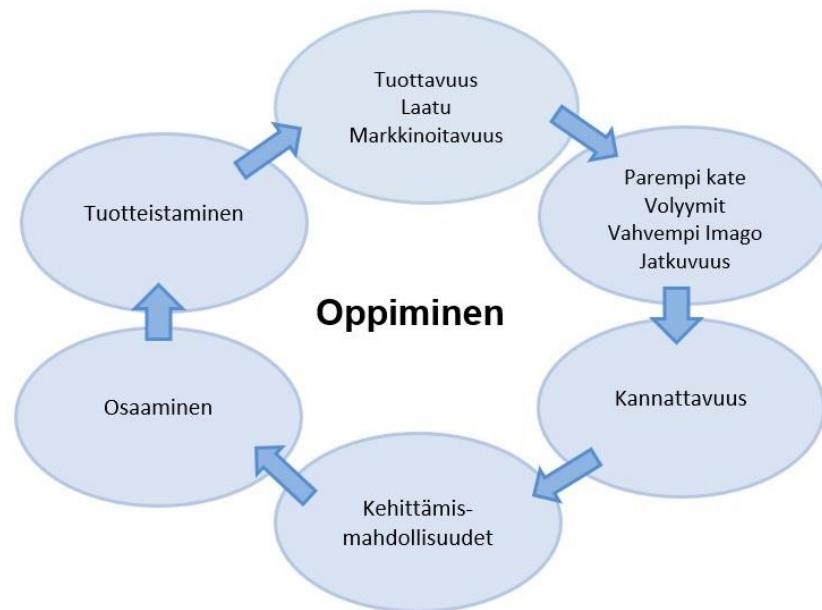 Tuottavuus
Laatu
Markkinoitavuus
Parempi kate
Volyymit
Vahvempi Imago
Jatkuvuus
Kannattavuus
Kehittämis-
mahdollisuudet
Osaaminen
Tuotteistaminen
Oppiminen